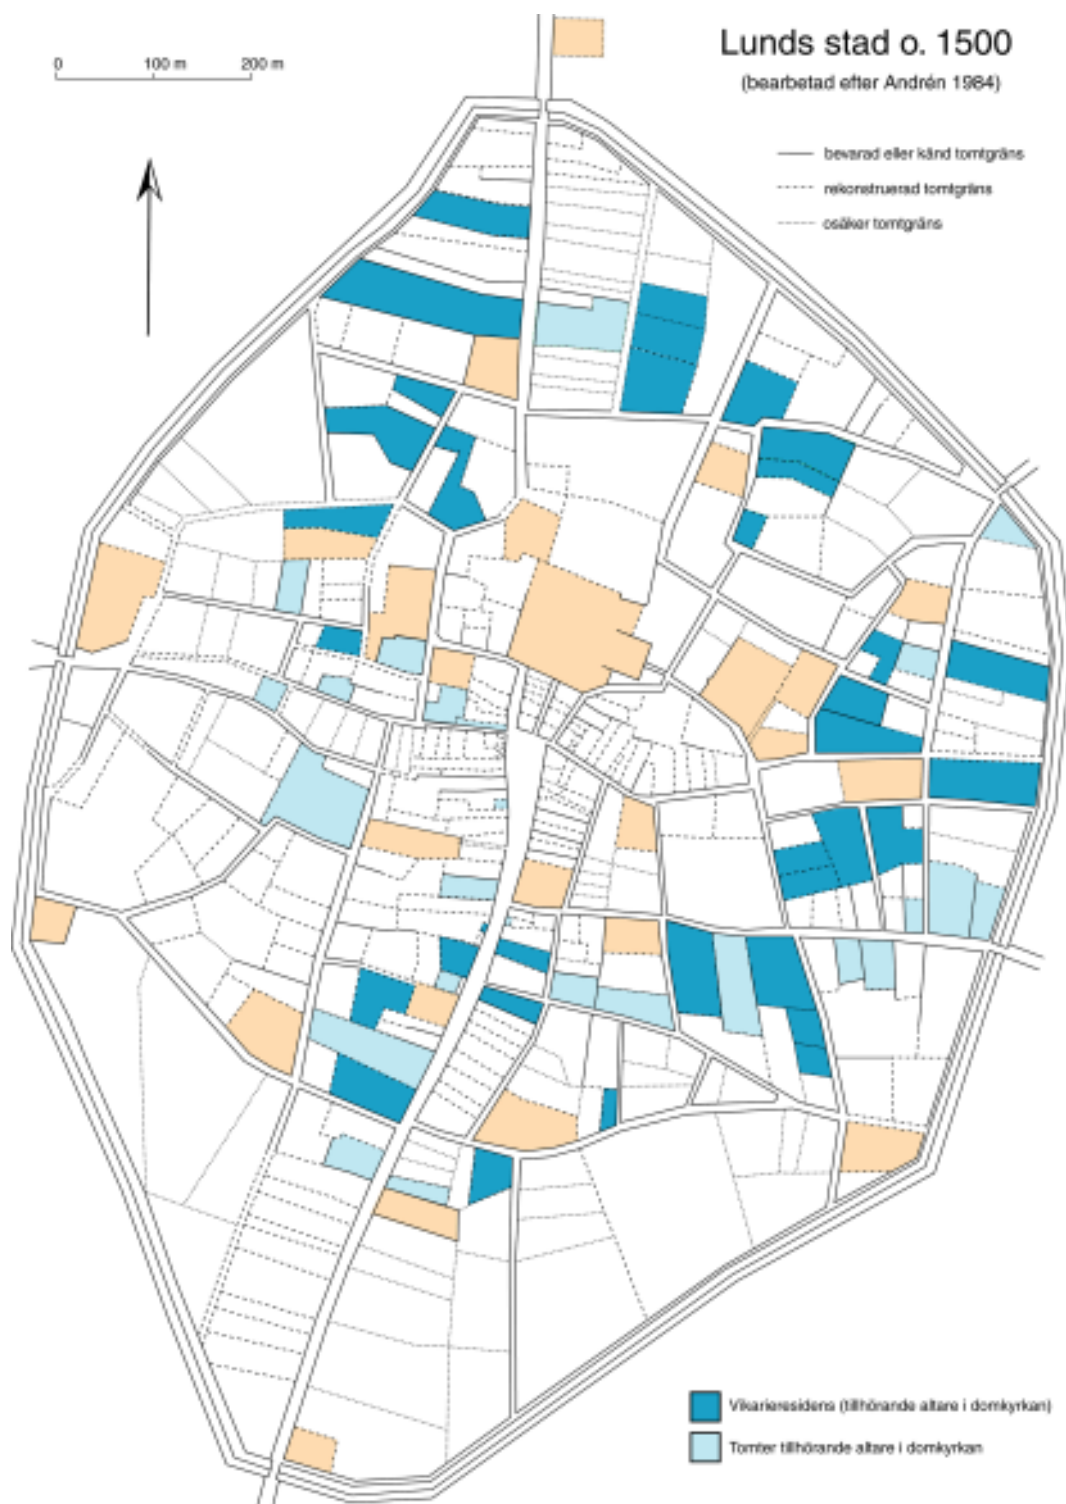 Lunds stad o. 1500
(bearbetad efter Andrén 1984)
0 100 m 200 m
bevarad eller känd tomtgräns
rekonstruerad tomtgräns
osäker tomtgräns
Vikarieresidens (tillhörande altare i domkyrkan)
Tomter tillhörande altare i domkyrkan